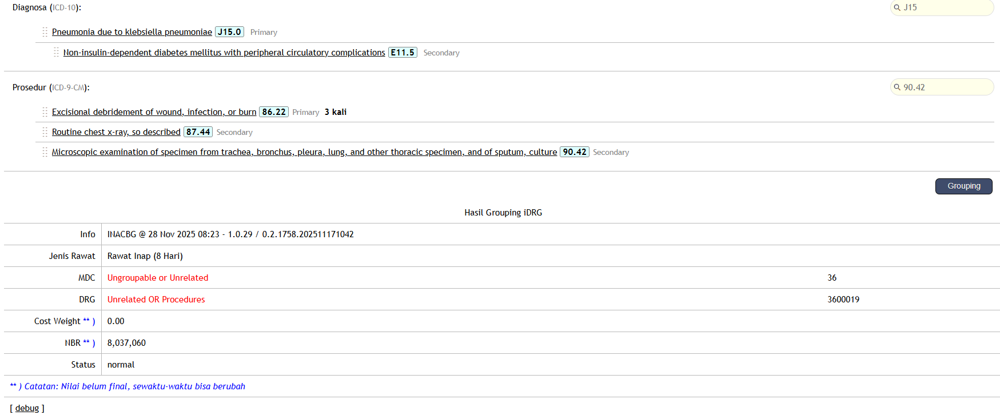 Diagnosa (ICD-10):
J15
Pneumonia due to klebsiella pneumoniae J15.0 Primary
Non-insulin-dependent diabetes mellitus with peripheral circulatory complications E11.5 Secondary
Prosedur (ICD-9-CM):
90.42
Excisional debridement of wound, infection, or burn 86.22 Primary 3 kali
Routine chest x-ray, so described 87.44 Secondary
Microscopic examination of specimen from trachea, bronchus, pleura, lung, and other thoracic specimen, and of sputum, culture 90.42 Secondary
Grouping
Hasil Grouping iDRG
Info INACBG @ 28 Nov 2025 08:23 - 1.0.29 / 0.2.1758.202511171042
Jenis Rawat Rawat Inap (8 Hari)
MDC Ungroupable or Unrelated 36
DRG Unrelated OR Procedures 3600019
Cost Weight ** ) 0.00
NBR ** ) 8,037,060
Status normal
** ) Catatan: Nilai belum final, sewaktu-waktu bisa berubah
[ debug ]